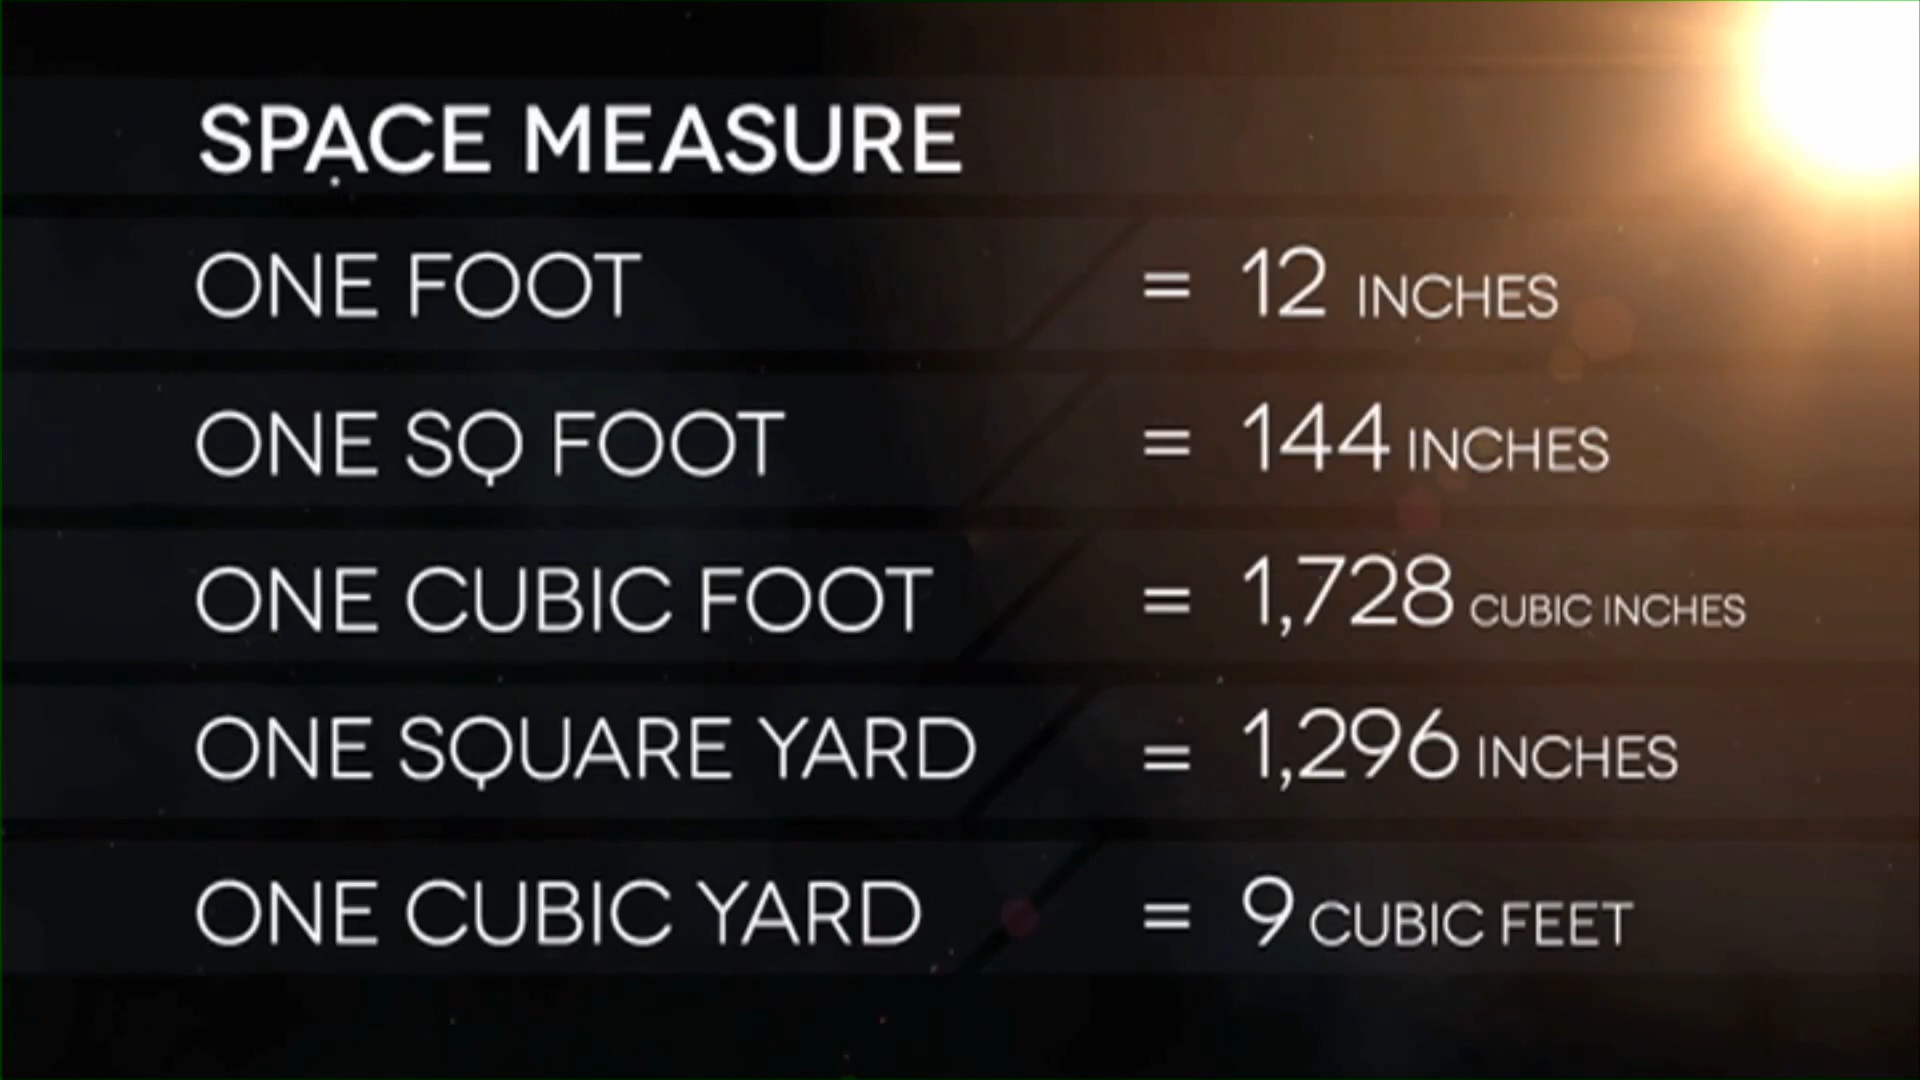 SPACE MEASURE
ONE FOOT = 12 INCHES
ONE SQ FOOT = 144 INCHES
ONE CUBIC FOOT = 1,728 CUBIC INCHES
ONE SQUARE YARD = 1,296 INCHES
ONE CUBIC YARD = 9 CUBIC FEET